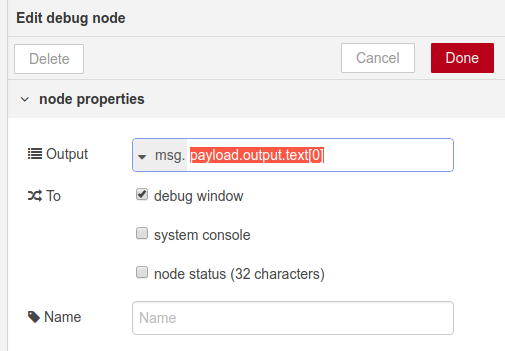 Edit debug node
Delete Cancel Done
node properties
Output msg. payload.output.text[0]
To debug window
system console
node status (32 characters)
Name Name